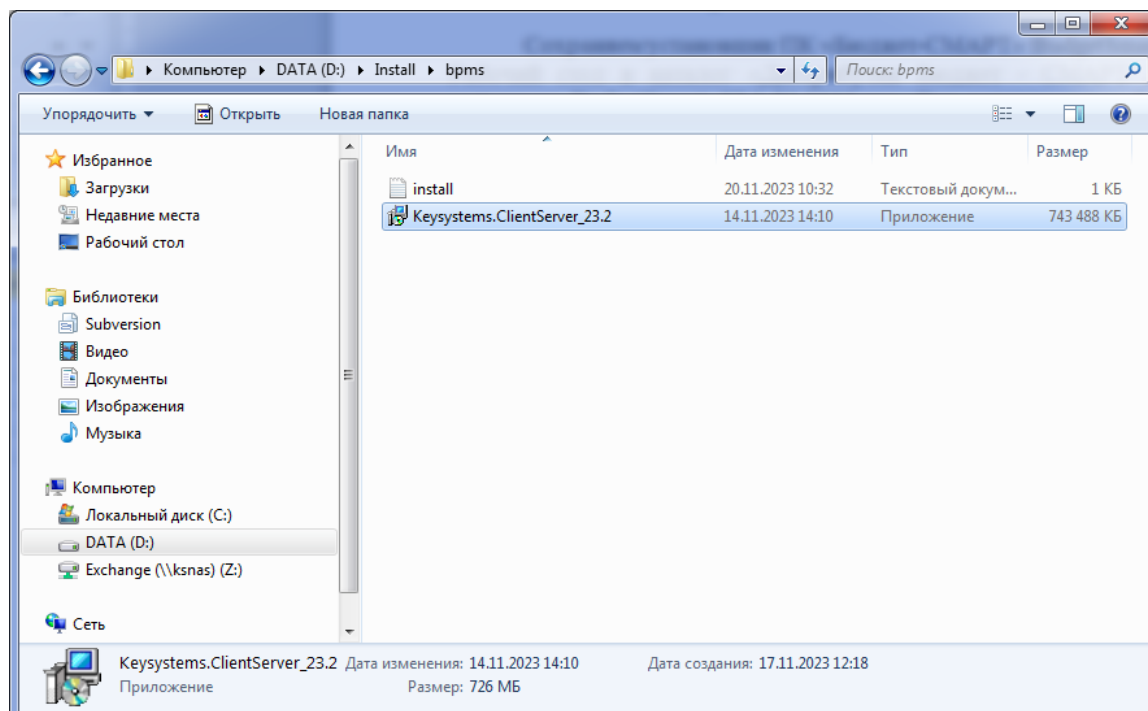 Компьютер ▸ DATA (D:) ▸ Install ▸ bpms
Поиск: bpms
Упорядочить
Открыть
Новая папка
Избранное
Загрузки
Недавние места
Рабочий стол
Библиотеки
Subversion
Видео
Документы
Изображения
Музыка
Компьютер
Локальный диск (C:)
DATA (D:)
Exchange (\\ksnas) (Z:)
Сеть
Имя Дата изменения Тип Размер
install 20.11.2023 10:32 Текстовый докум... 1 КБ
Keysystems.ClientServer_23.2 14.11.2023 14:10 Приложение 743 488 КБ
Keysystems.ClientServer_23.2 Дата изменения: 14.11.2023 14:10 Дата создания: 17.11.2023 12:18
Приложение Размер: 726 МБ